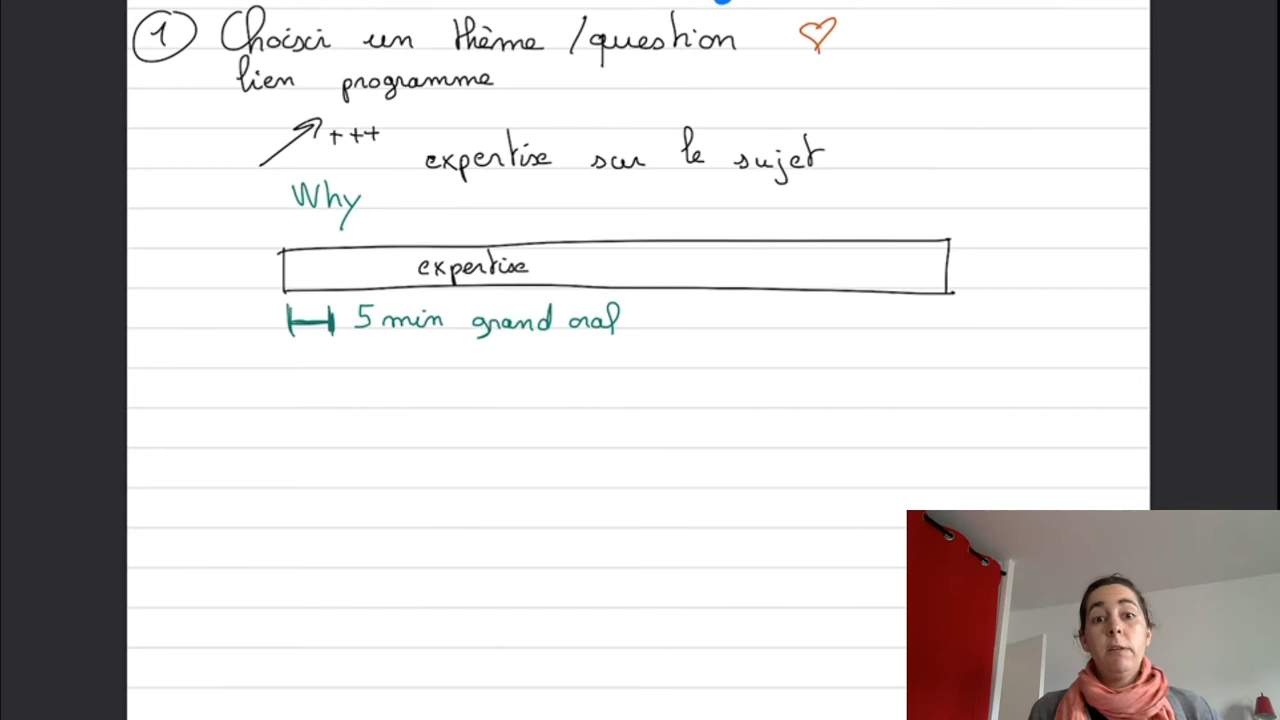 1 Choisir un thème / question
lien programme
+++ expertise sur le sujet
Why
expertise
5 min grand oral